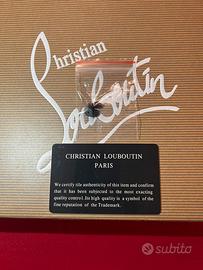 Christian
Louboutin
CHRISTIAN LOUBOUTIN
PARIS
We certify title authenticity of this item and confirm
that it has been subjected to the most exacting
quality control.Its high quality is a symbol of the
fine reputation of the Trademark.
subito